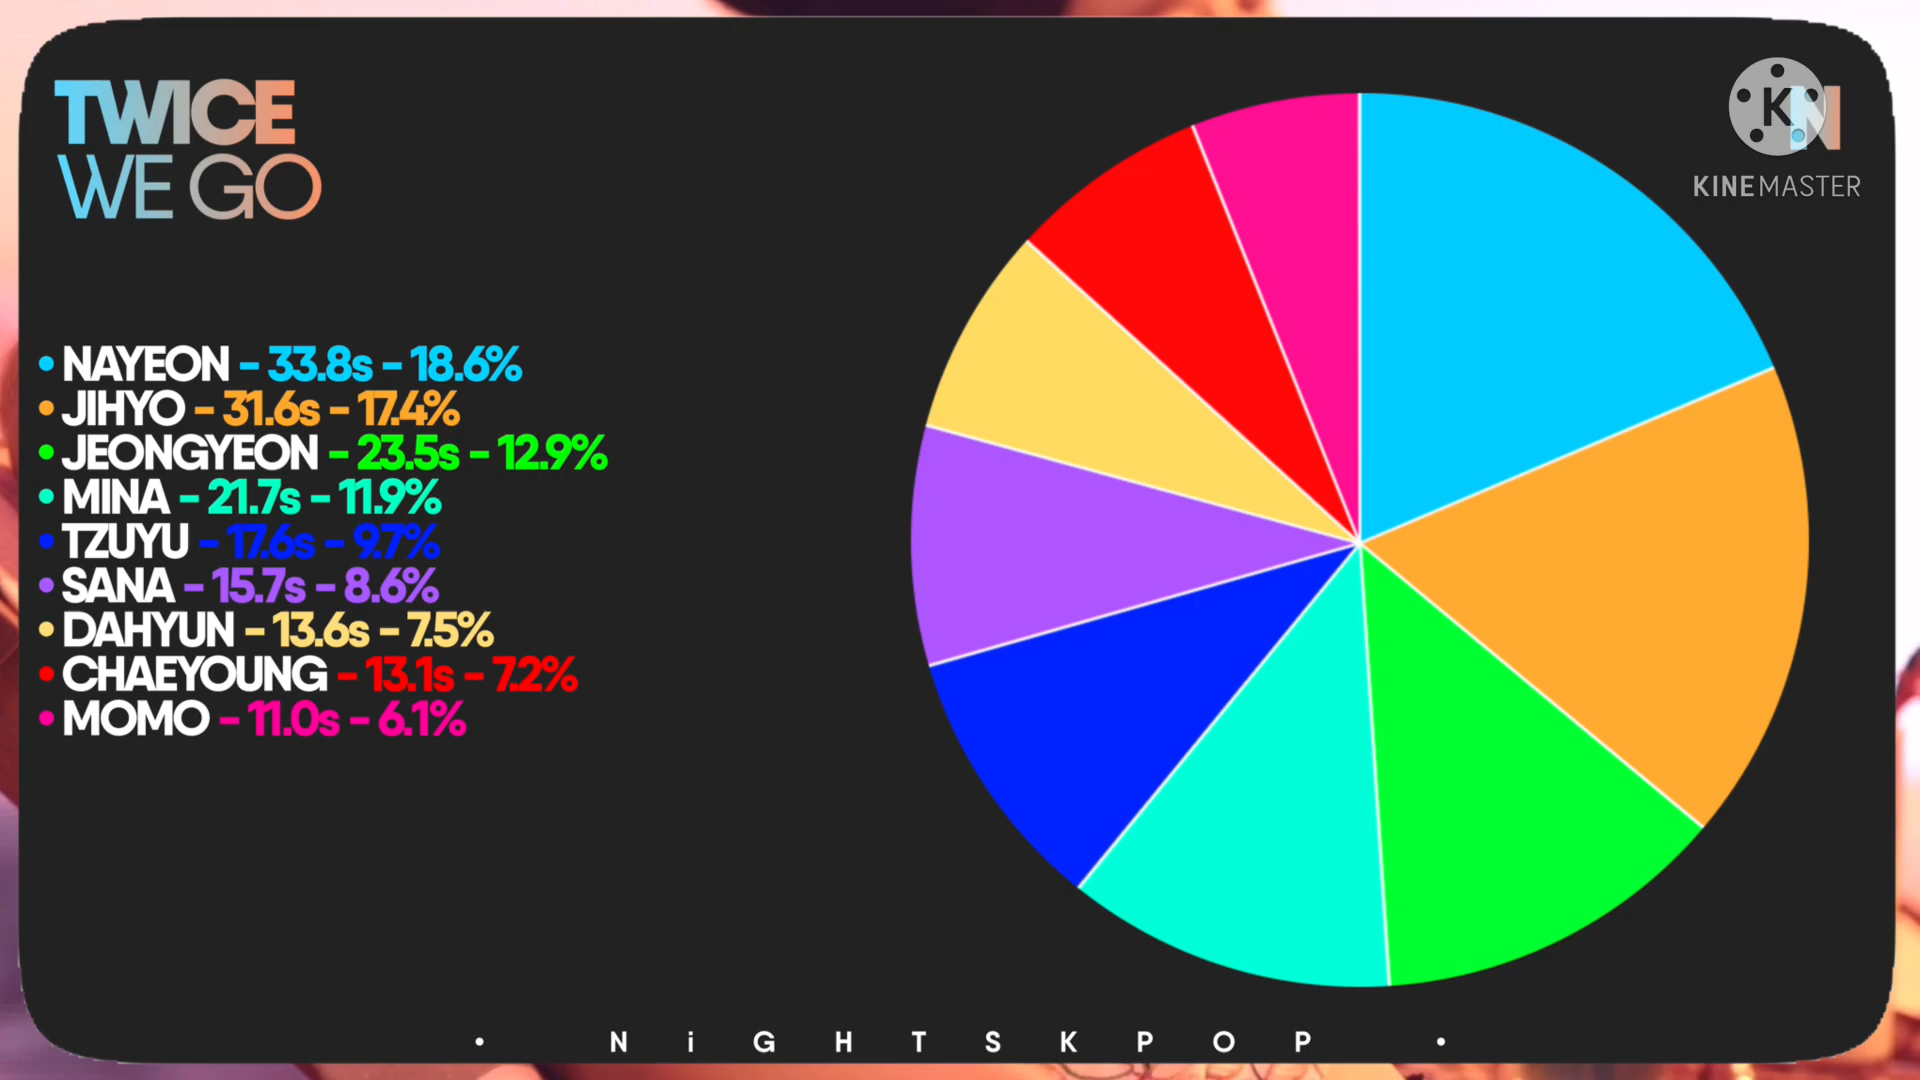 TWICE
WE GO
K N
KINEMASTER
• NAYEON - 33.8s - 18.6%
• JIHYO - 31.6s - 17.4%
• JEONGYEON - 23.5s - 12.9%
• MINA - 21.7s - 11.9%
• TZUYU - 17.6s - 9.7%
• SANA - 15.7s - 8.6%
• DAHYUN - 13.6s - 7.5%
• CHAEYOUNG - 13.1s - 7.2%
• MOMO - 11.0s - 6.1%
• NiGHTSKPOP •